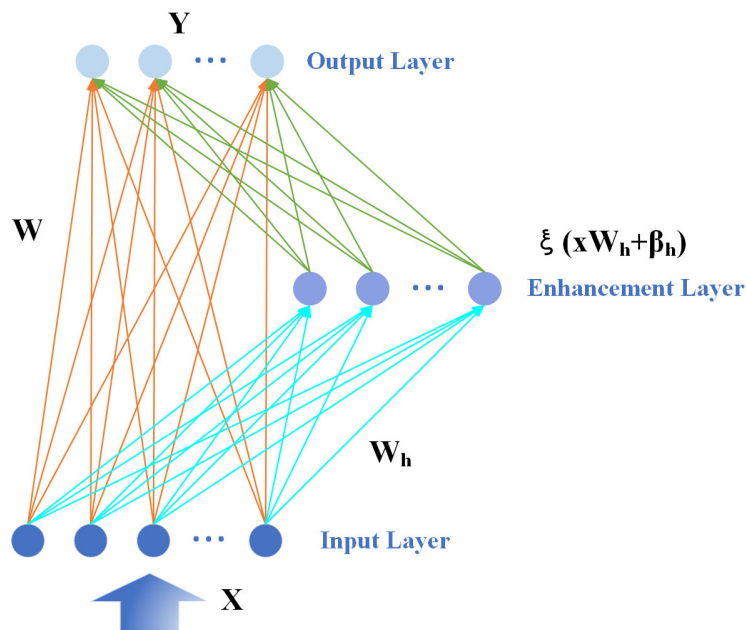 Y
... Output Layer
W
ξ (xWₕ+βₕ)
...
Enhancement Layer
Wₕ
... Input Layer
X